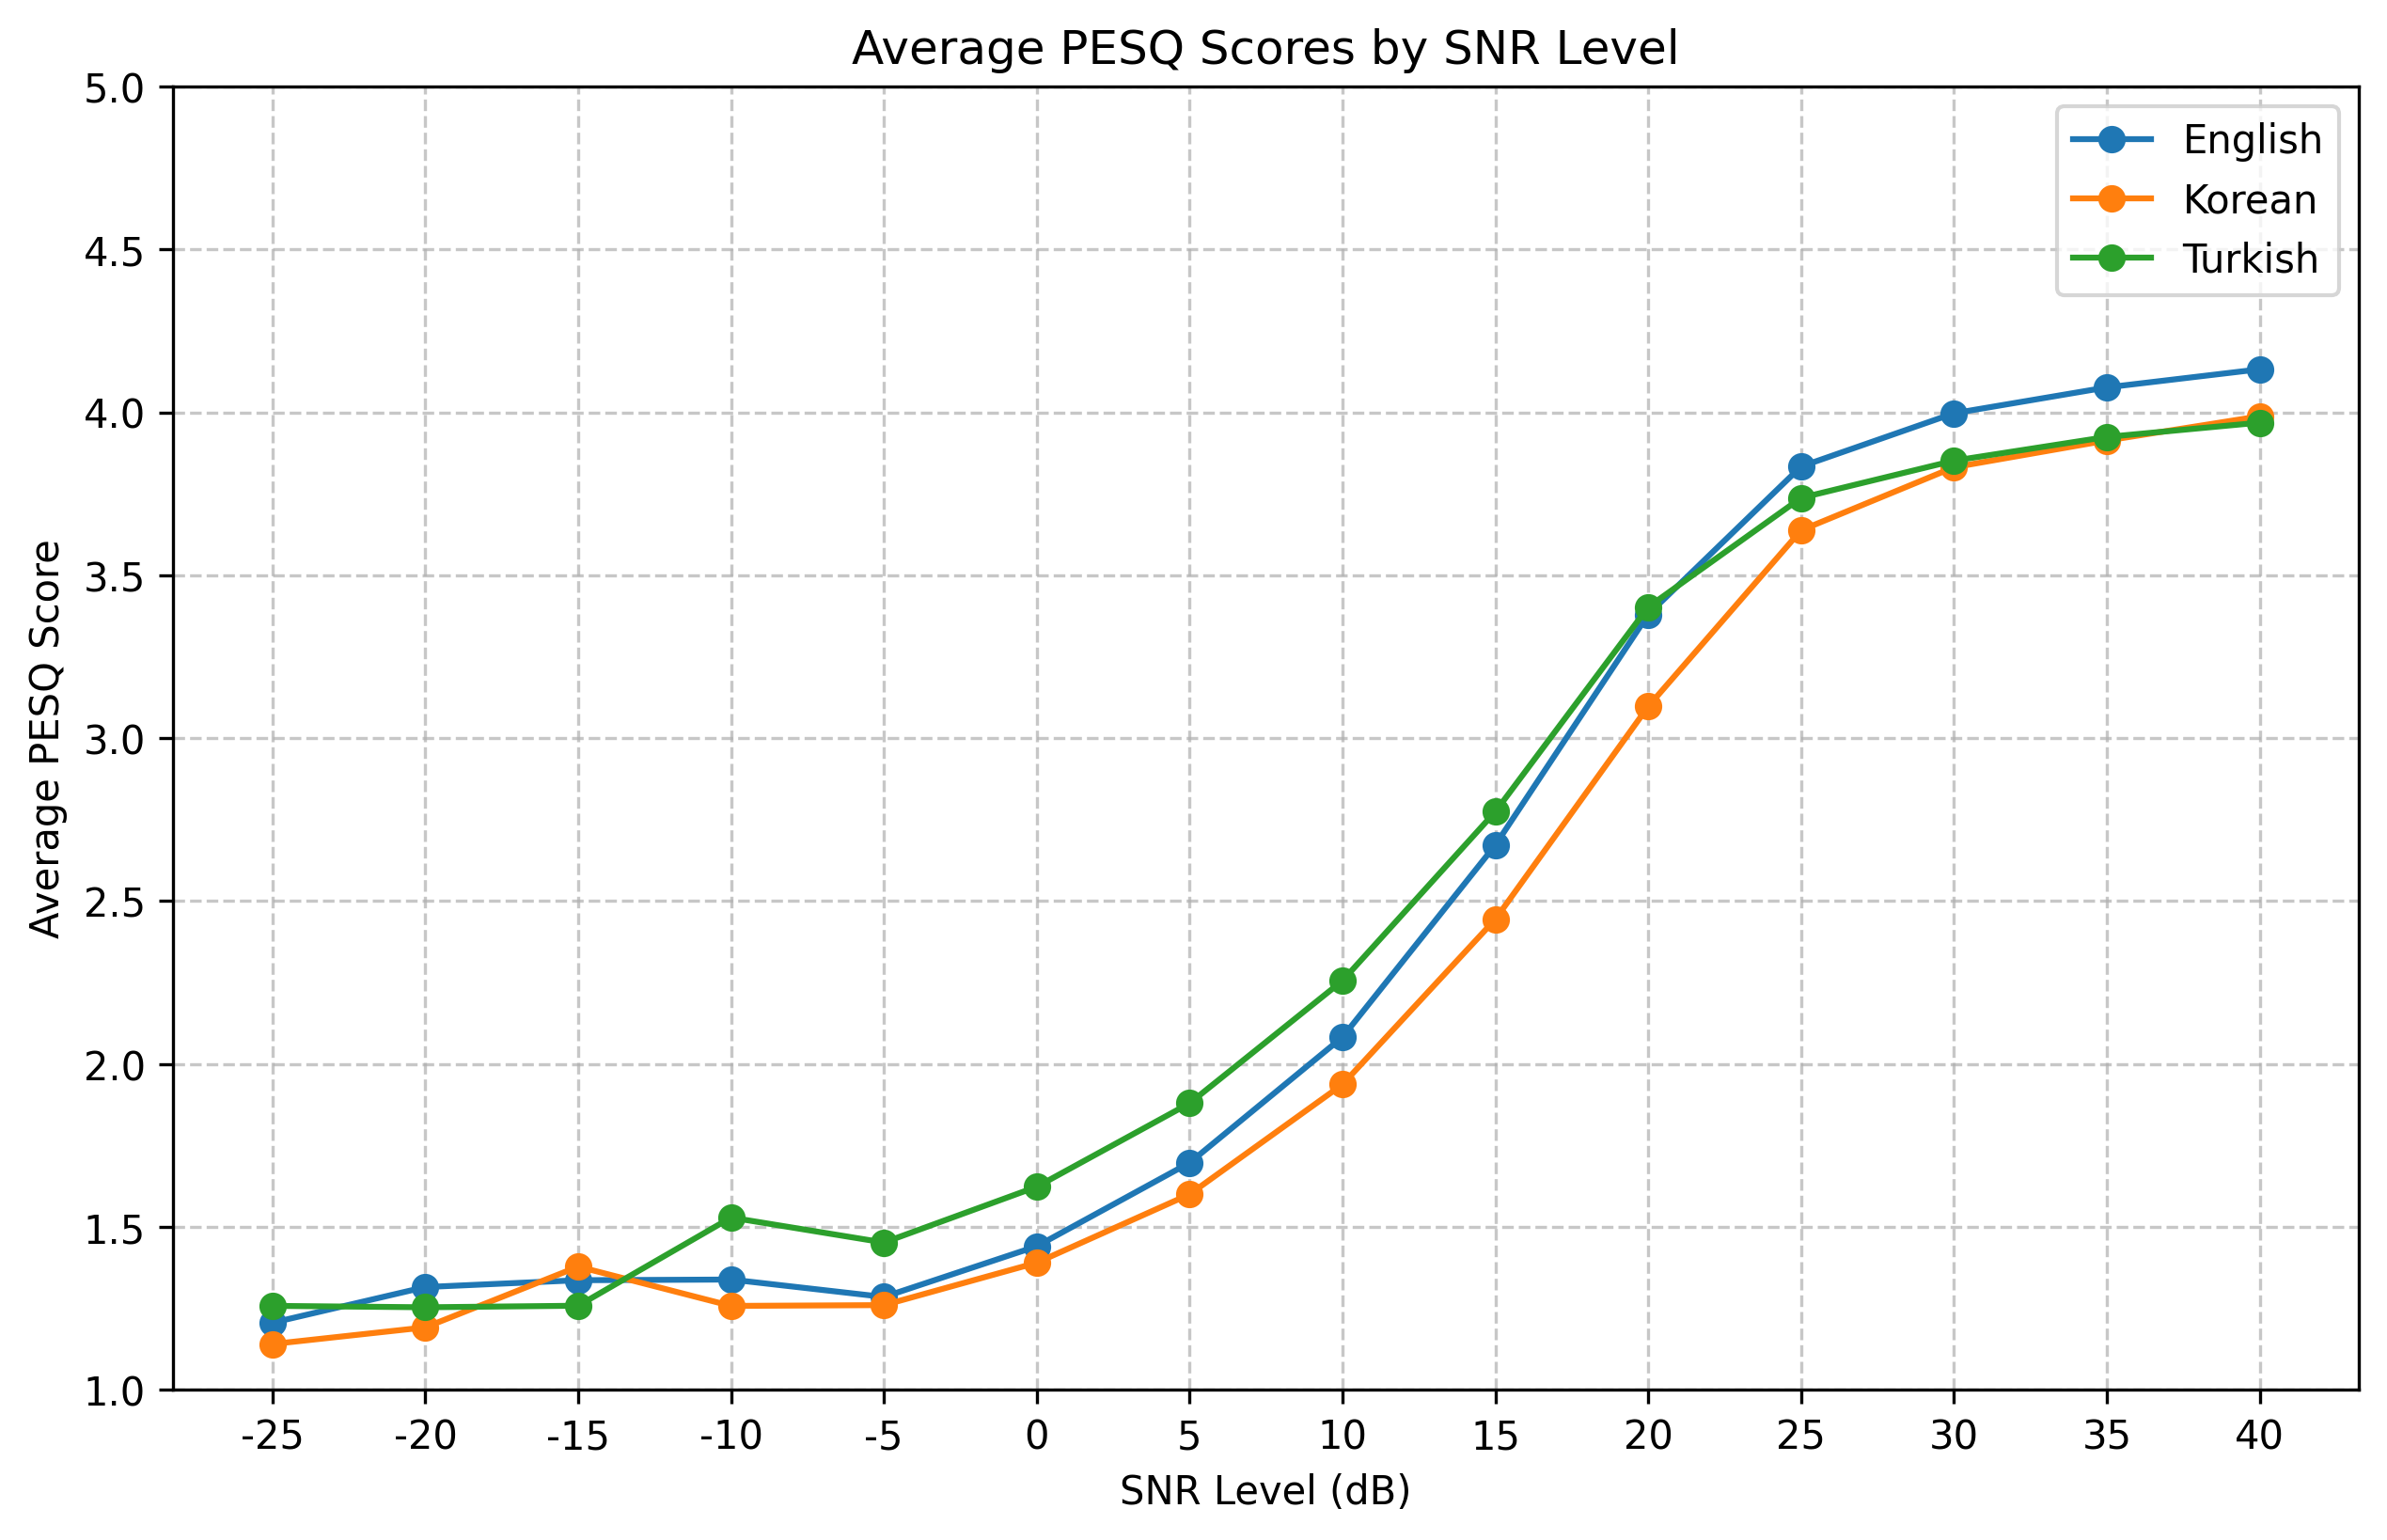 Average PESQ Scores by SNR Level
5.0
4.5
4.0
3.5
3.0
2.5
2.0
1.5
1.0
Average PESQ Score
English
Korean
Turkish
-25 -20 -15 -10 -5 0 5 10 15 20 25 30 35 40
SNR Level (dB)